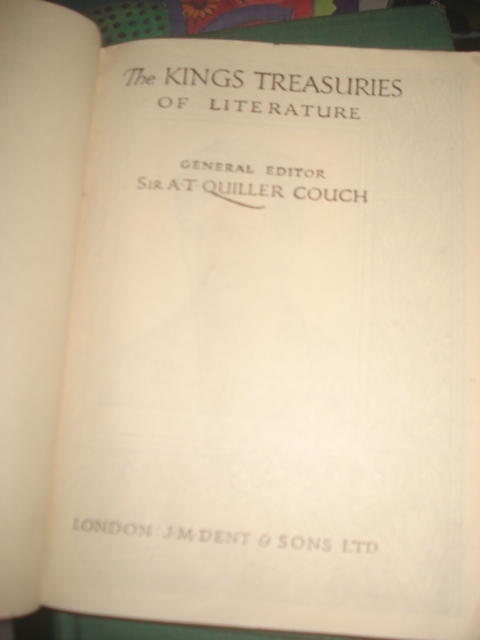 The KINGS TREASURIES
OF LITERATURE
GENERAL EDITOR
SIR A·T· QUILLER COUCH
LONDON J·M·DENT & SONS LTD